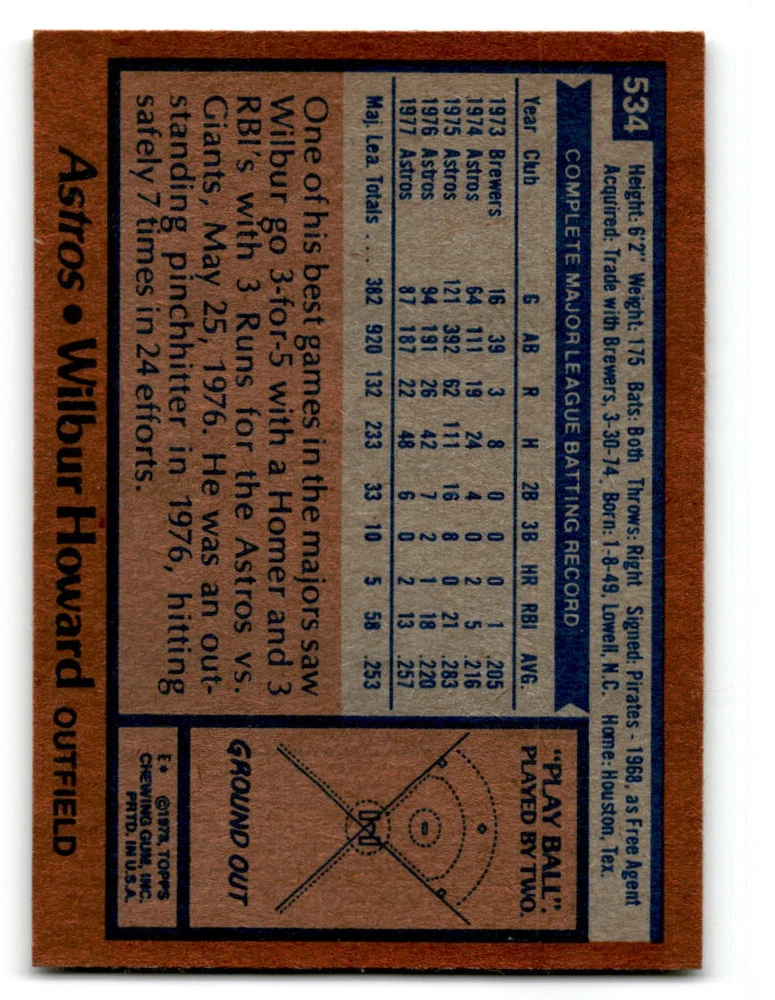 534
Height: 6'2" Weight: 175 Bats: Both Throws: Right Signed: Pirates - 1968, as Free Agent
Acquired: Trade with Brewers, 3-30-74. Born: 1-8-49, Lowell, N.C. Home: Houston, Tex.
COMPLETE MAJOR LEAGUE BATTING RECORD
Year Club G AB R H 2B 3B HR RBI AVG.
1973 Brewers 16 39 3 8 0 0 0 1 .205
1974 Astros 64 111 19 24 4 0 2 5 .216
1975 Astros 121 392 62 111 16 8 0 21 .283
1976 Astros 94 191 26 42 7 2 1 18 .220
1977 Astros 87 187 22 48 6 0 2 13 .257
Maj. Lea. Totals .... 382 920 132 233 33 10 5 58 .253
One of his best games in the majors saw
Wilbur go 3-for-5 with a Homer and 3
RBI's with 3 Runs for the Astros vs.
Giants, May 25, 1976. He was an out-
standing pinchhitter in 1976, hitting
safely 7 times in 24 efforts.
"PLAY BALL".
PLAYED BY TWO.
GROUND OUT
E* ©1978, TOPPS
CHEWING GUM, INC.
PRTD. IN U.S.A.
Astros • Wilbur Howard OUTFIELD